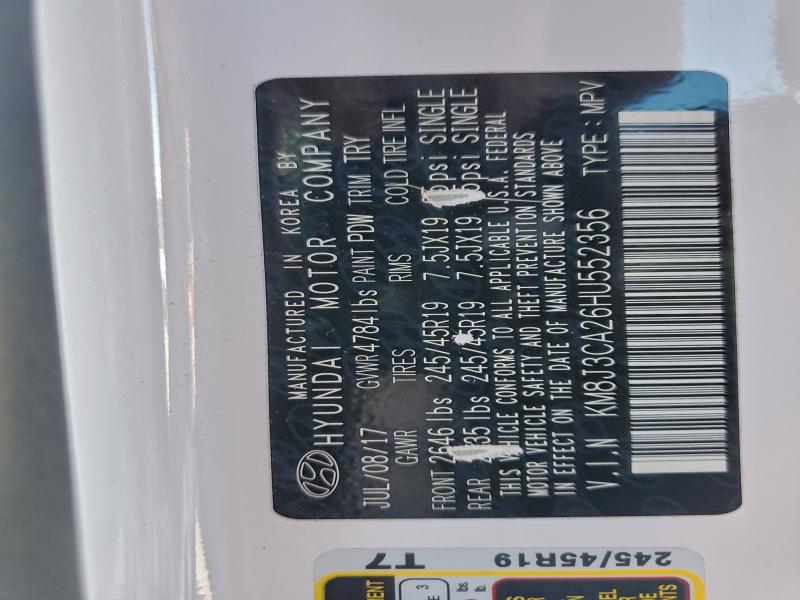 MANUFACTURED IN KOREA BY
HYUNDAI MOTOR COMPANY
JUL/08/17 GVWR 4784 lbs PAINT PDW TRIM TRY
GAWR TIRES RIMS COLD TIRE INFL
FRONT 2646 lbs 245/45R19 7.5JX19 psi SINGLE
REAR lbs 245/45R19 7.5JX19 psi SINGLE
THIS VEHICLE CONFORMS TO ALL APPLICABLE U.S.A. FEDERAL
MOTOR VEHICLE SAFETY AND THEFT PREVENTION STANDARDS
IN EFFECT ON THE DATE OF MANUFACTURE SHOWN ABOVE
V.I.N KM8J3CA26HU552356 TYPE : MPV
T7
245/45R19